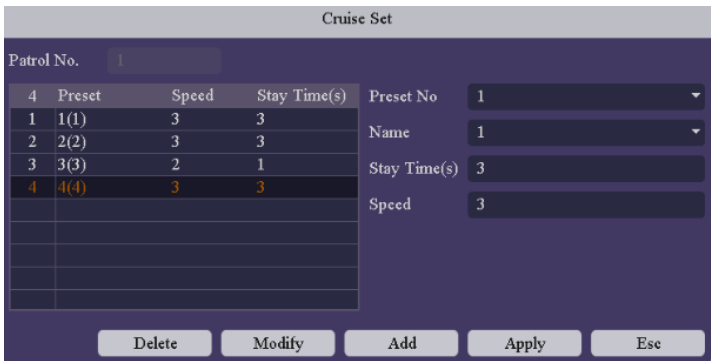 Cruise Set
Patrol No. 1
4 Preset Speed Stay Time(s)
1 1(1) 3 3
2 2(2) 3 3
3 3(3) 2 1
4 4(4) 3 3
Preset No 1
Name 1
Stay Time(s) 3
Speed 3
Delete Modify Add Apply Esc